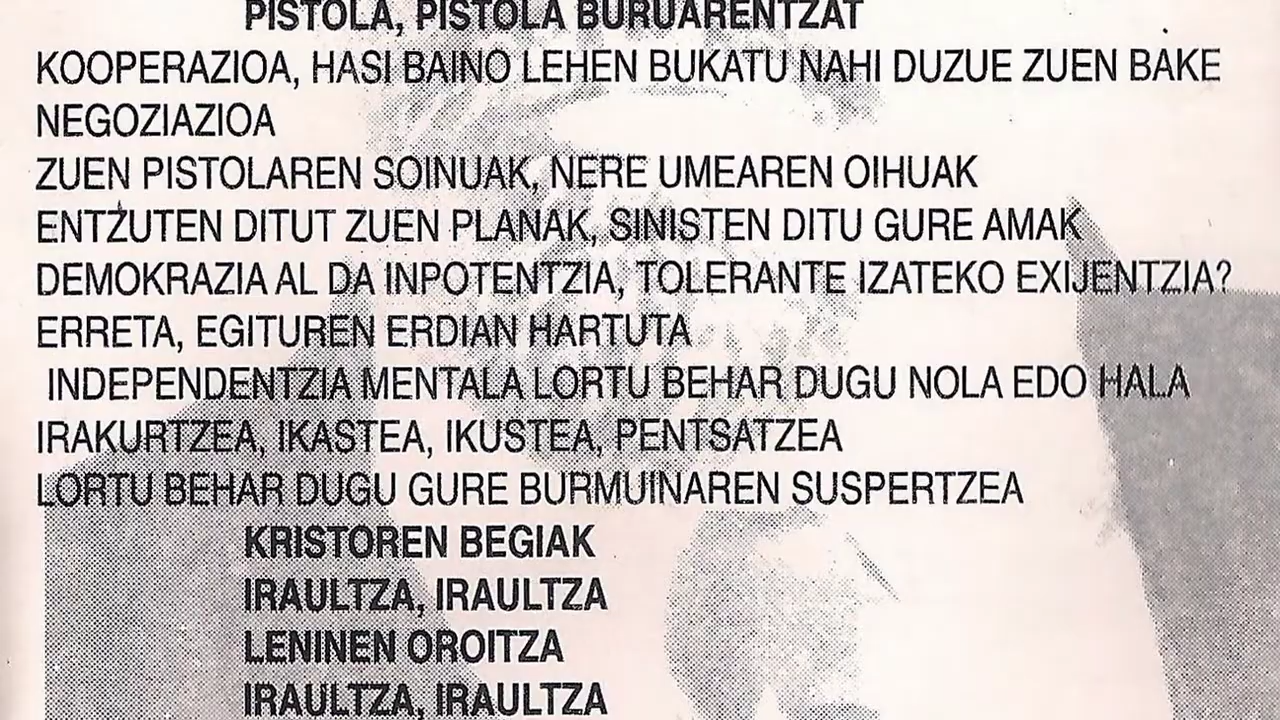 PISTOLA, PISTOLA BURUARENTZAT
KOOPERAZIOA, HASI BAINO LEHEN BUKATU NAHI DUZUE ZUEN BAKE
NEGOZIAZIOA
ZUEN PISTOLAREN SOINUAK, NERE UMEAREN OIHUAK
ENTZUTEN DITUT ZUEN PLANAK, SINISTEN DITU GURE AMAK
DEMOKRAZIA AL DA INPOTENTZIA, TOLERANTE IZATEKO EXIJENTZIA?
ERRETA, EGITUREN ERDIAN HARTUTA
INDEPENDENTZIA MENTALA LORTU BEHAR DUGU NOLA EDO HALA
IRAKURTZEA, IKASTEA, IKUSTEA, PENTSATZEA
LORTU BEHAR DUGU GURE BURMUINAREN SUSPERTZEA
KRISTOREN BEGIAK
IRAULTZA, IRAULTZA
LENINEN OROITZA
IRAULTZA, IRAULTZA